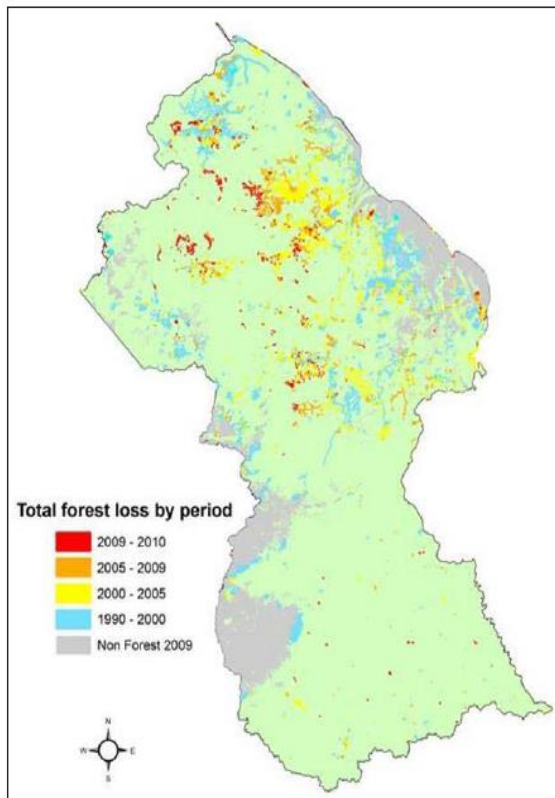 Total forest loss by period
2009 - 2010
2005 - 2009
2000 - 2005
1990 - 2000
Non Forest 2009
N
W E
S